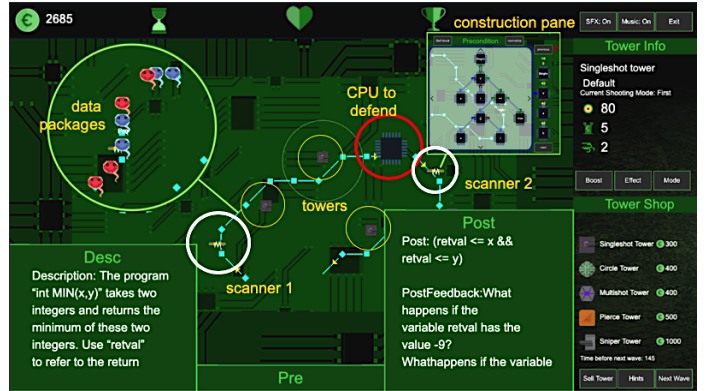 2685
construction pane
SFX: On
Music: On
Exit
Precondition
Tower Info
Singleshot tower
Default
Current Shooting Mode: First
80
5
2
Boost
Effect
Mode
data
packages
CPU to
defend
scanner 2
towers
scanner 1
Tower Shop
Singleshot Tower € 300
Circle Tower € 400
Multishot Tower € 400
Pierce Tower € 500
Sniper Tower € 1000
Time before next wave: 145
Sell Tower
Hints
Next Wave
Desc
Description: The program
"int MIN(x,y)" takes two
integers and returns the
minimum of these two
integers. Use "retval"
to refer to the return
Pre
Post
Post: (retval <= x &&
retval <= y)
PostFeedback:What
happens if the
variable retval has the
value -9?
Whathappens if the variable